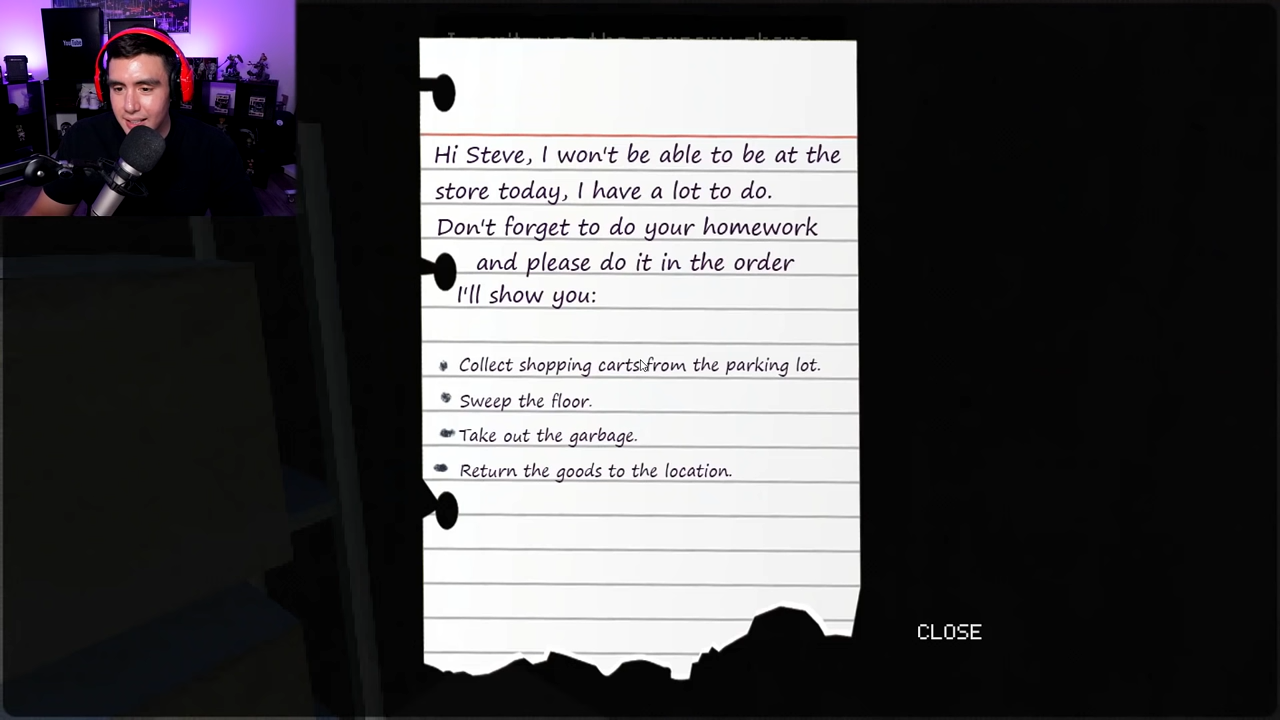 Hi Steve, I won't be able to be at the
store today, I have a lot to do.
Don't forget to do your homework
and please do it in the order
I'll show you:
Collect shopping carts from the parking lot.
Sweep the floor.
Take out the garbage.
Return the goods to the location.
CLOSE
YouTube